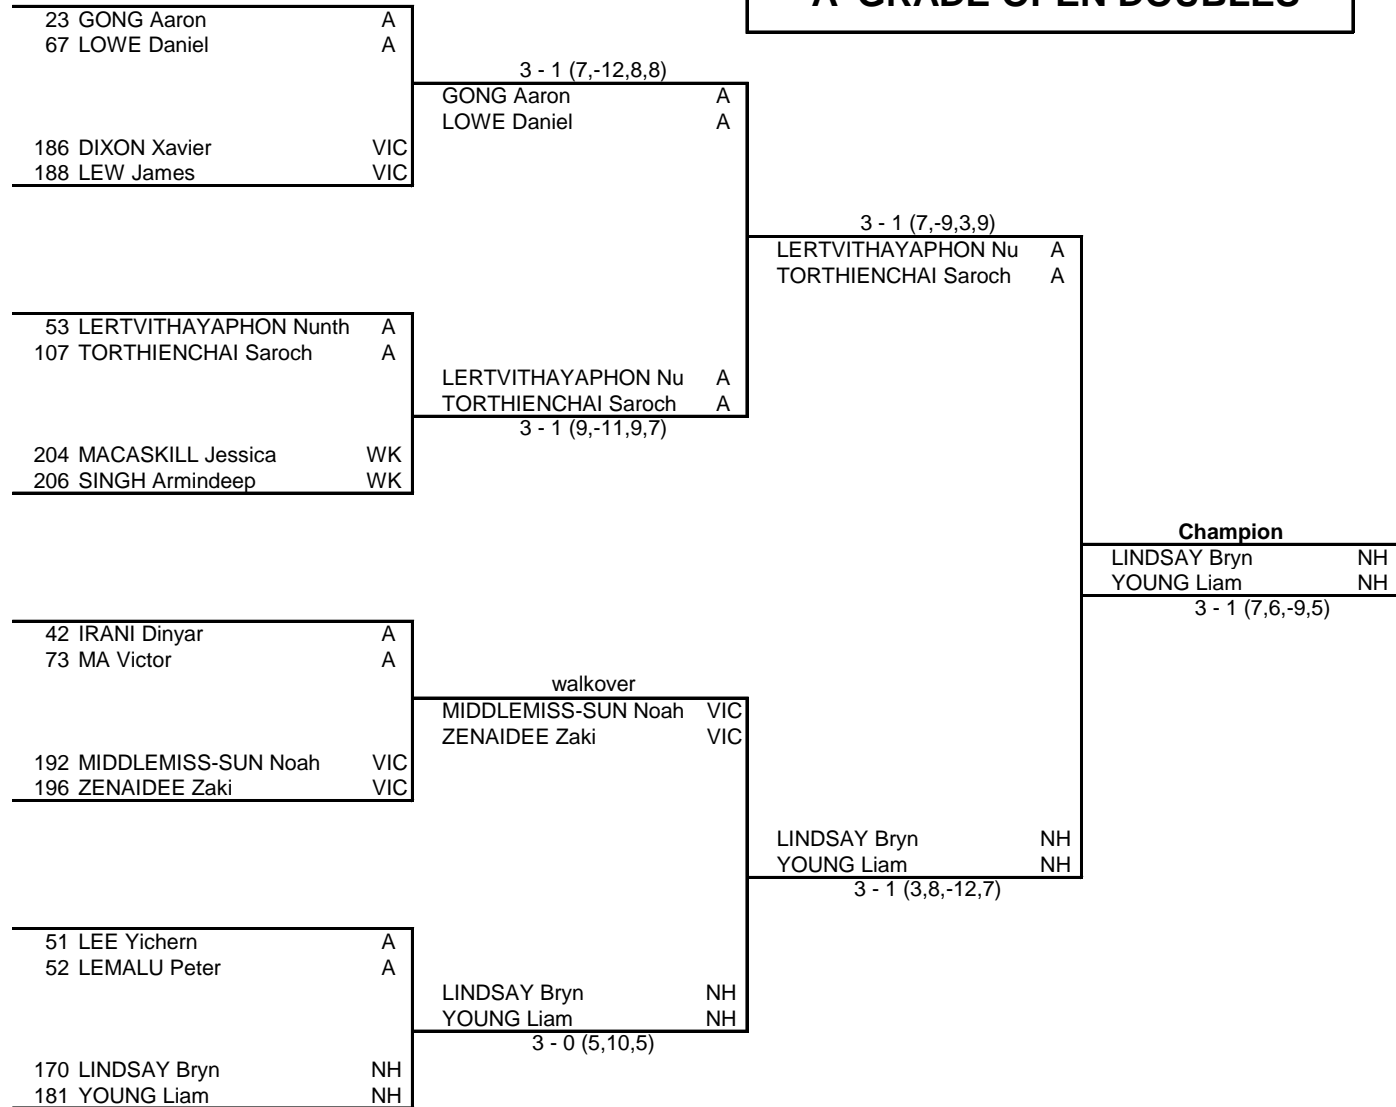 A GRADE OPEN DOUBLES
23 GONG Aaron A
67 LOWE Daniel A
3 - 1 (7,-12,8,8)
GONG Aaron A
LOWE Daniel A
186 DIXON Xavier VIC
188 LEW James VIC
3 - 1 (7,-9,3,9)
LERTVITHAYAPHON Nu A
TORTHIENCHAI Saroch A
53 LERTVITHAYAPHON Nunth A
107 TORTHIENCHAI Saroch A
LERTVITHAYAPHON Nu A
TORTHIENCHAI Saroch A
3 - 1 (9,-11,9,7)
204 MACASKILL Jessica WK
206 SINGH Armindeep WK
Champion
LINDSAY Bryn NH
YOUNG Liam NH
3 - 1 (7,6,-9,5)
42 IRANI Dinyar A
73 MA Victor A
walkover
MIDDLEMISS-SUN Noah VIC
ZENAIDEE Zaki VIC
192 MIDDLEMISS-SUN Noah VIC
196 ZENAIDEE Zaki VIC
LINDSAY Bryn NH
YOUNG Liam NH
3 - 1 (3,8,-12,7)
51 LEE Yichern A
52 LEMALU Peter A
LINDSAY Bryn NH
YOUNG Liam NH
3 - 0 (5,10,5)
170 LINDSAY Bryn NH
181 YOUNG Liam NH